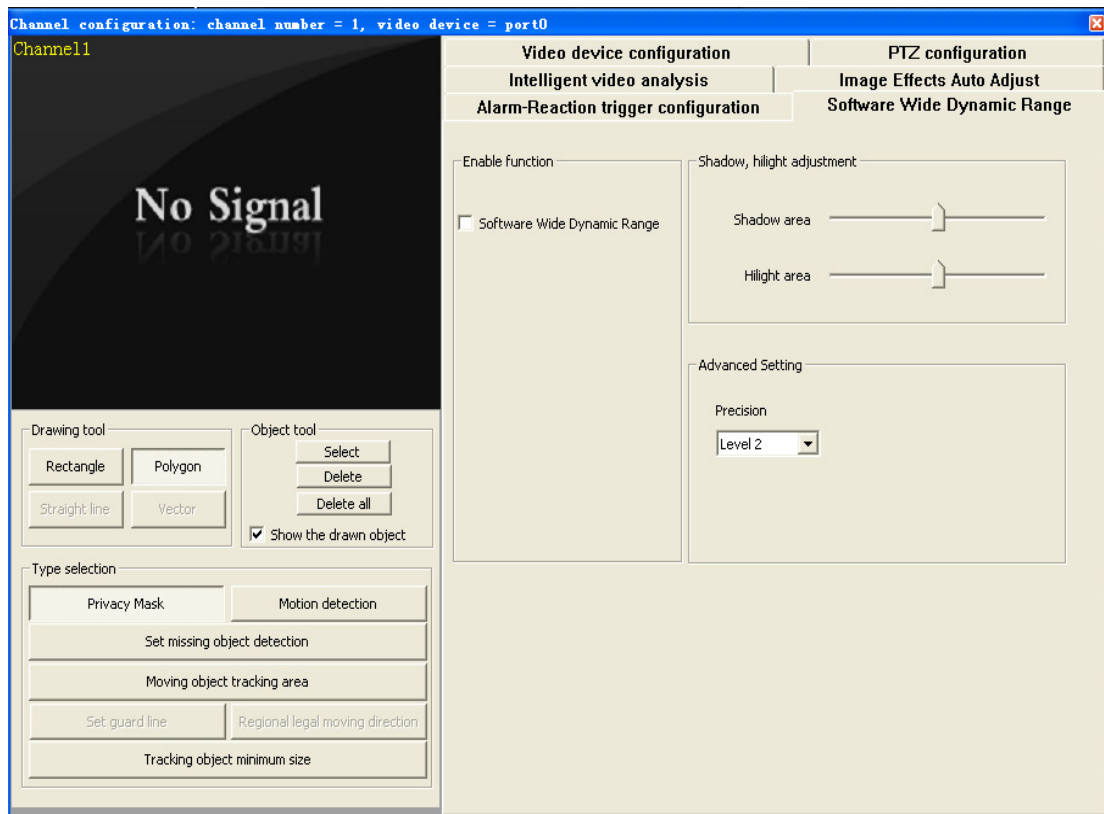 Channel configuration: channel number = 1, video device = port0
Channel1
No Signal
Drawing tool
Rectangle
Polygon
Straight line
Vector
Object tool
Select
Delete
Delete all
Show the drawn object
Type selection
Privacy Mask
Motion detection
Set missing object detection
Moving object tracking area
Set guard line
Regional legal moving direction
Tracking object minimum size
Video device configuration
PTZ configuration
Intelligent video analysis
Image Effects Auto Adjust
Alarm-Reaction trigger configuration
Software Wide Dynamic Range
Enable function
Software Wide Dynamic Range
Shadow, hilight adjustment
Shadow area
Hilight area
Advanced Setting
Precision
Level 2